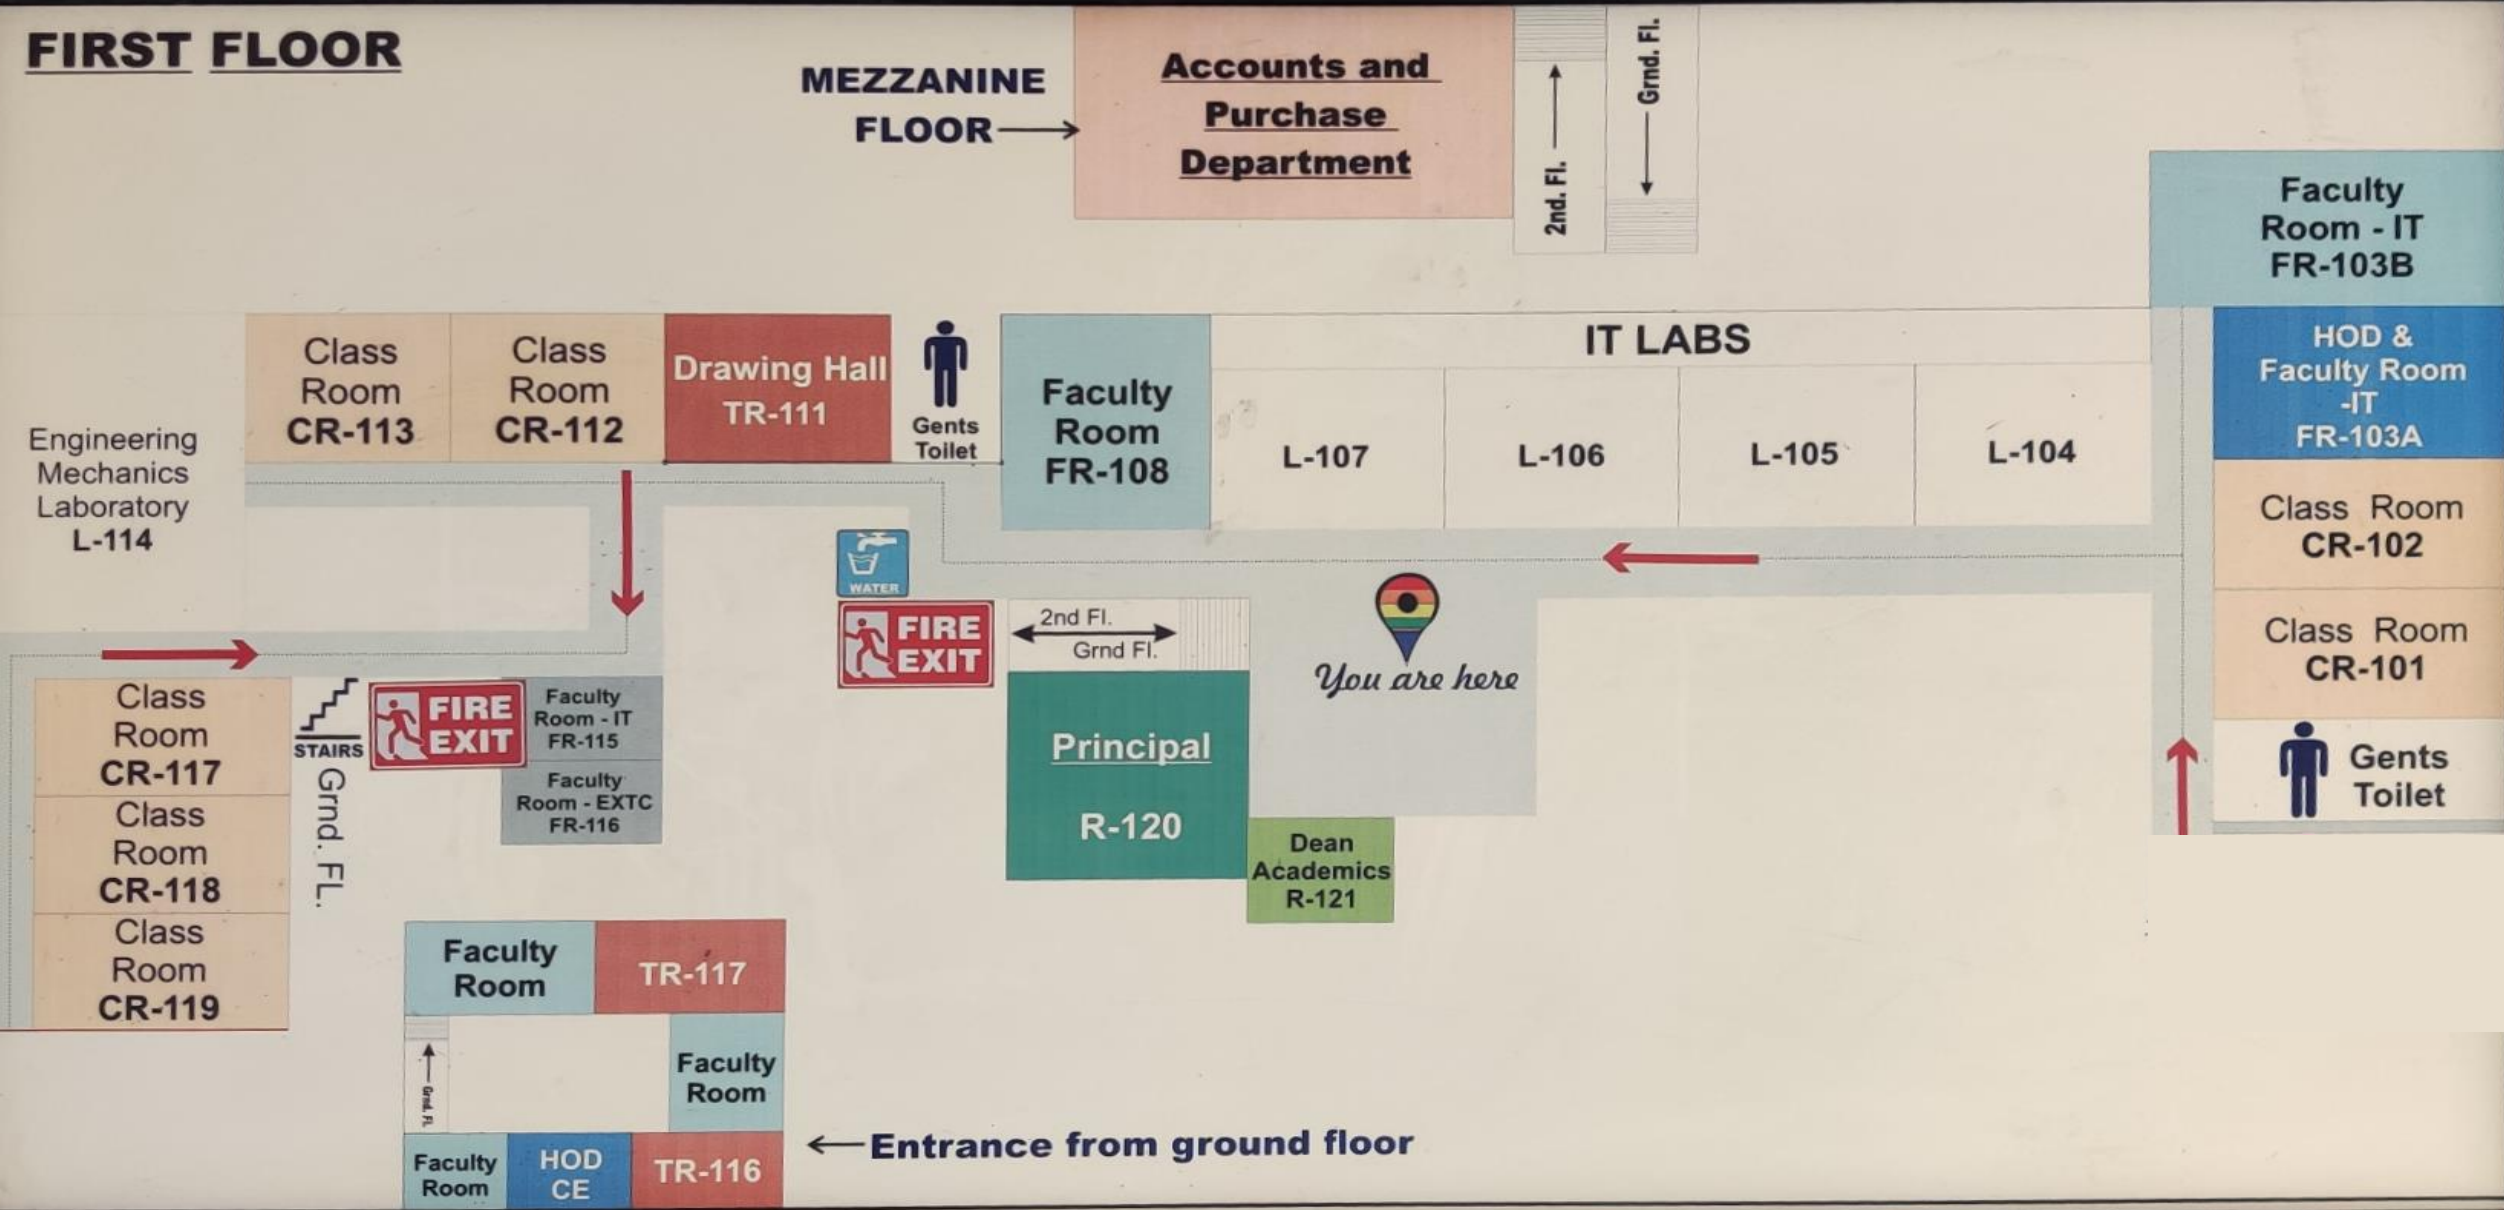 FIRST FLOOR
MEZZANINE
FLOOR
Accounts and
Purchase
Department
2nd. Fl.
Grnd. Fl.
Faculty
Room - IT
FR-103B
HOD &
Faculty Room
-IT
FR-103A
Class Room
CR-102
Class Room
CR-101
Gents
Toilet
IT LABS
L-107
L-106
L-105
L-104
Faculty
Room
FR-108
Gents
Toilet
Drawing Hall
TR-111
Class
Room
CR-112
Class
Room
CR-113
Engineering
Mechanics
Laboratory
L-114
WATER
FIRE
EXIT
2nd Fl.
Grnd Fl.
You are here
Principal
R-120
Dean
Academics
R-121
Class
Room
CR-117
Class
Room
CR-118
Class
Room
CR-119
STAIRS
Grnd. FL.
FIRE
EXIT
Faculty
Room - IT
FR-115
Faculty
Room - EXTC
FR-116
Faculty
Room
TR-117
Faculty
Room
Grnd. FL
Faculty
Room
HOD
CE
TR-116
Entrance from ground floor